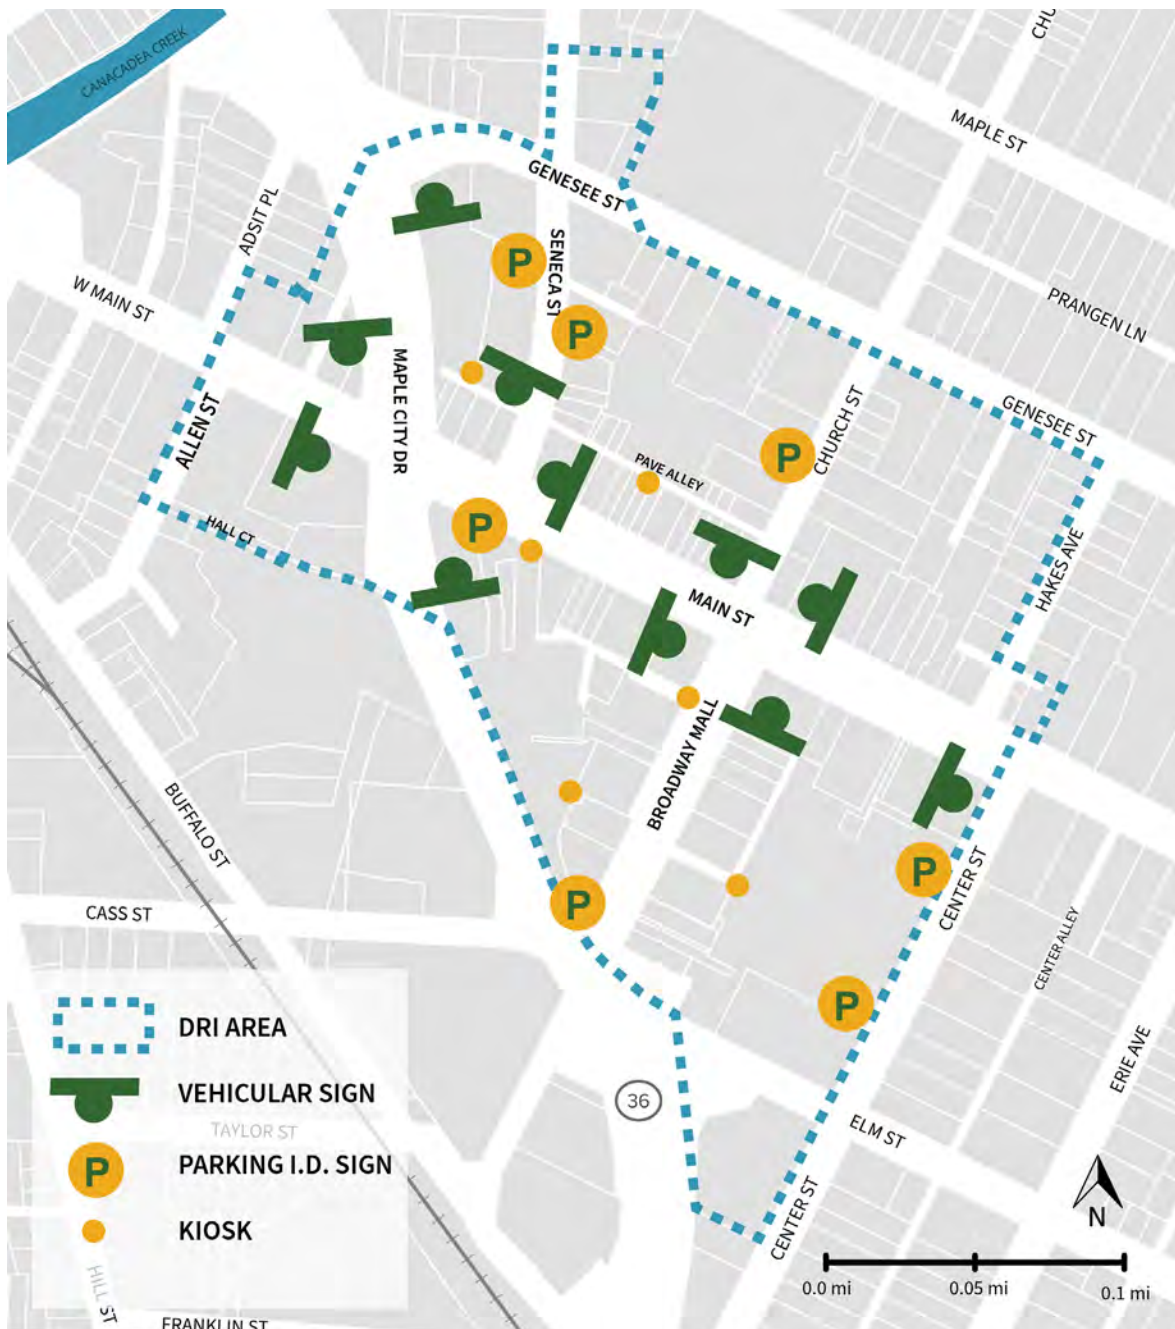 CANACADEA CREEK
CHU
MAPLE ST
GENESEE ST
ADSIT PL
SENECA ST
P
W MAIN ST
PRANGEN LN
P
MAPLE CITY DR
ALLEN ST
GENESEE ST
CHURCH ST
P
PAVE ALLEY
P
HALL CT
HAKES AVE
MAIN ST
BROADWAY MALL
BUFFALO ST
P
CENTER ST
P
CASS ST
CENTER ALLEY
P
DRI AREA
ERIE AVE
VEHICULAR SIGN
36
TAYLOR ST
ELM ST
P
PARKING I.D. SIGN
KIOSK
CENTER ST
N
HILL ST
0.0 mi
0.05 mi
0.1 mi
FRANKLIN ST